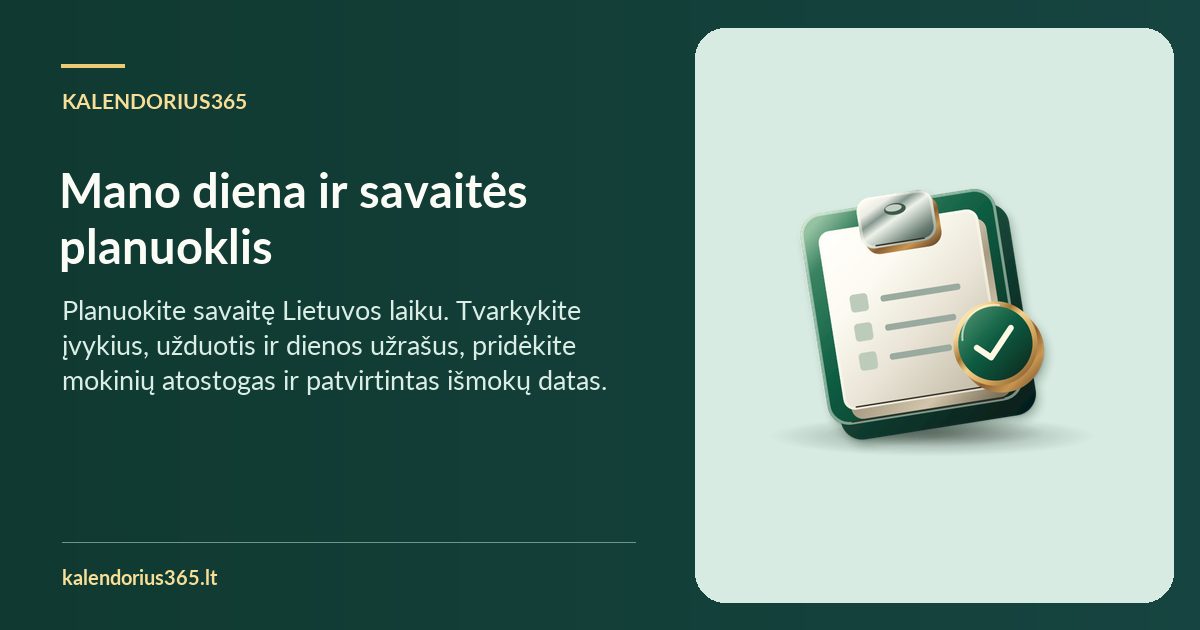 KALENDORIUS365
Mano diena ir savaitės
planuoklis
Planuokite savaitę Lietuvos laiku. Tvarkykite
įvykius, užduotis ir dienos užrašus, pridėkite
mokinių atostogas ir patvirtintas išmokų datas.
kalendorius365.lt